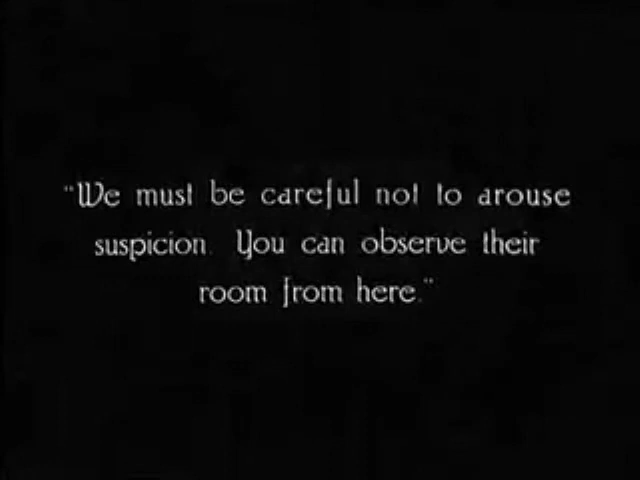 "We must be careful not to arouse
suspicion. You can observe their
room from here."